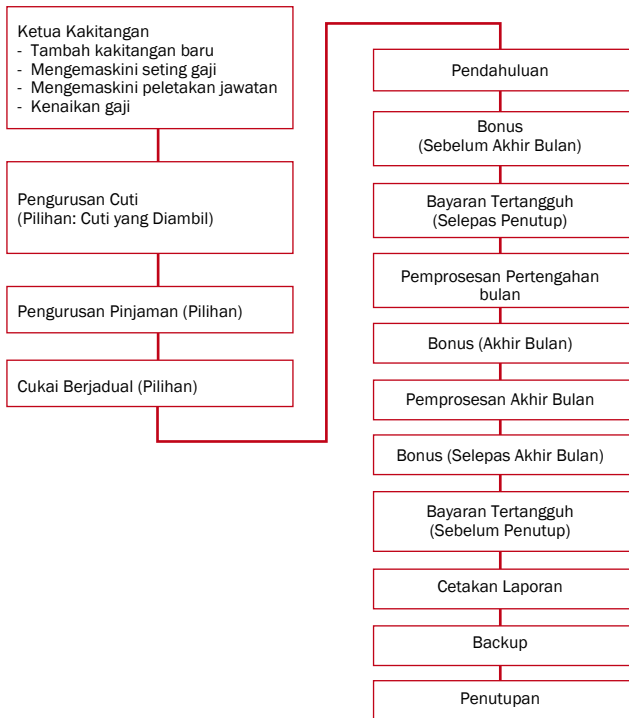 Ketua Kakitangan
- Tambah kakitangan baru
- Mengemaskini seting gaji
- Mengemaskini peletakan jawatan
- Kenaikan gaji
Pengurusan Cuti
(Pilihan: Cuti yang Diambil)
Pengurusan Pinjaman (Pilihan)
Cukai Berjadual (Pilihan)
Pendahuluan
Bonus
(Sebelum Akhir Bulan)
Bayaran Tertangguh
(Selepas Penutup)
Pemprosesan Pertengahan
bulan
Bonus (Akhir Bulan)
Pemprosesan Akhir Bulan
Bonus (Selepas Akhir Bulan)
Bayaran Tertangguh
(Sebelum Penutup)
Cetakan Laporan
Backup
Penutupan